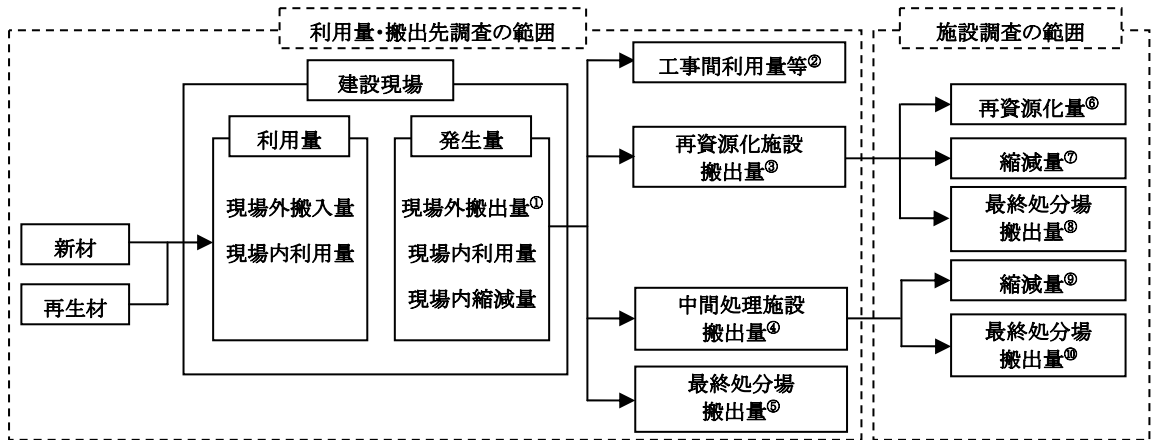 利用量・搬出先調査の範囲
施設調査の範囲
建設現場
利用量
現場外搬入量
現場内利用量
発生量
現場外搬出量①
現場内利用量
現場内縮減量
新材
再生材
工事間利用量等②
再資源化施設
搬出量③
中間処理施設
搬出量④
最終処分場
搬出量⑤
再資源化量⑥
縮減量⑦
最終処分場
搬出量⑧
縮減量⑨
最終処分場
搬出量⑩